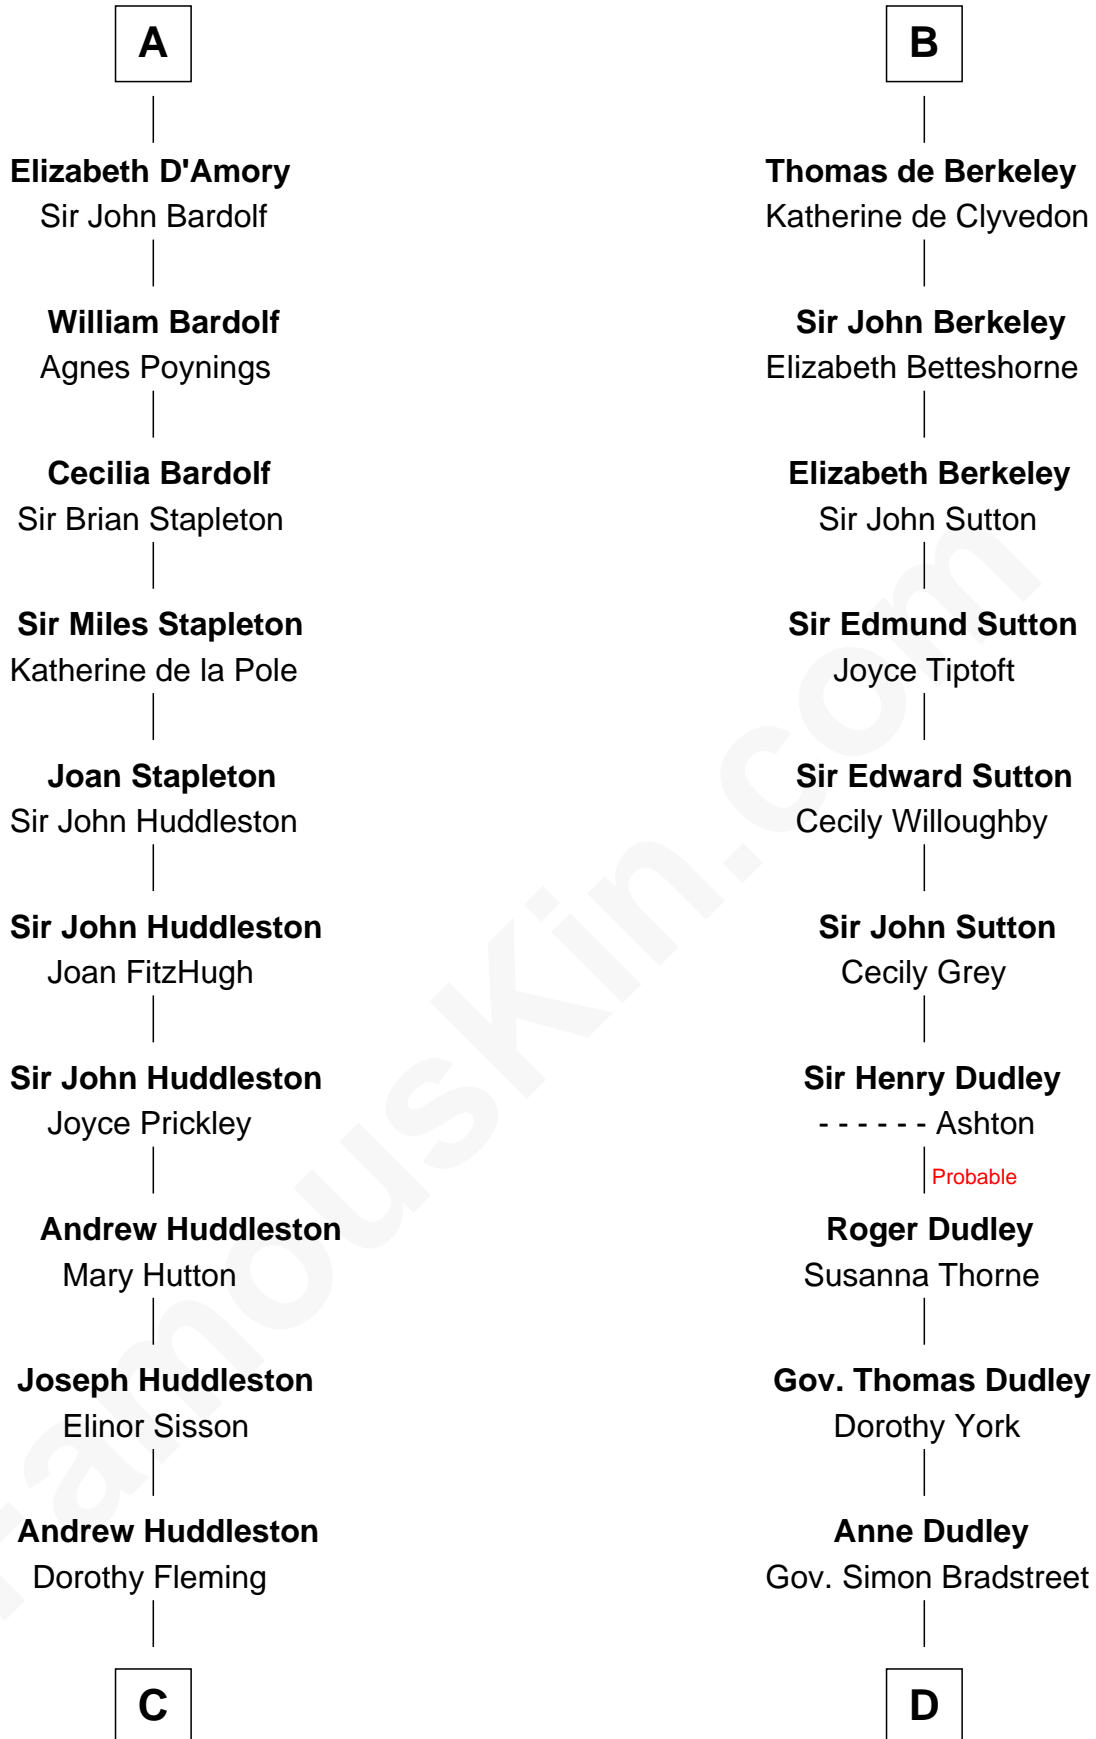 A
Elizabeth D'Amory
Sir John Bardolf
William Bardolf
Agnes Poynings
Cecilia Bardolf
Sir Brian Stapleton
Sir Miles Stapleton
Katherine de la Pole
Joan Stapleton
Sir John Huddleston
Sir John Huddleston
Joan FitzHugh
Sir John Huddleston
Joyce Prickley
Andrew Huddleston
Mary Hutton
Joseph Huddleston
Elinor Sisson
Andrew Huddleston
Dorothy Fleming
C
B
Thomas de Berkeley
Katherine de Clyvedon
Sir John Berkeley
Elizabeth Betteshorne
Elizabeth Berkeley
Sir John Sutton
Sir Edmund Sutton
Joyce Tiptoft
Sir Edward Sutton
Cecily Willoughby
Sir John Sutton
Cecily Grey
Sir Henry Dudley
- - - - - - Ashton
Probable
Roger Dudley
Susanna Thorne
Gov. Thomas Dudley
Dorothy York
Anne Dudley
Gov. Simon Bradstreet
D
FamousKin.com